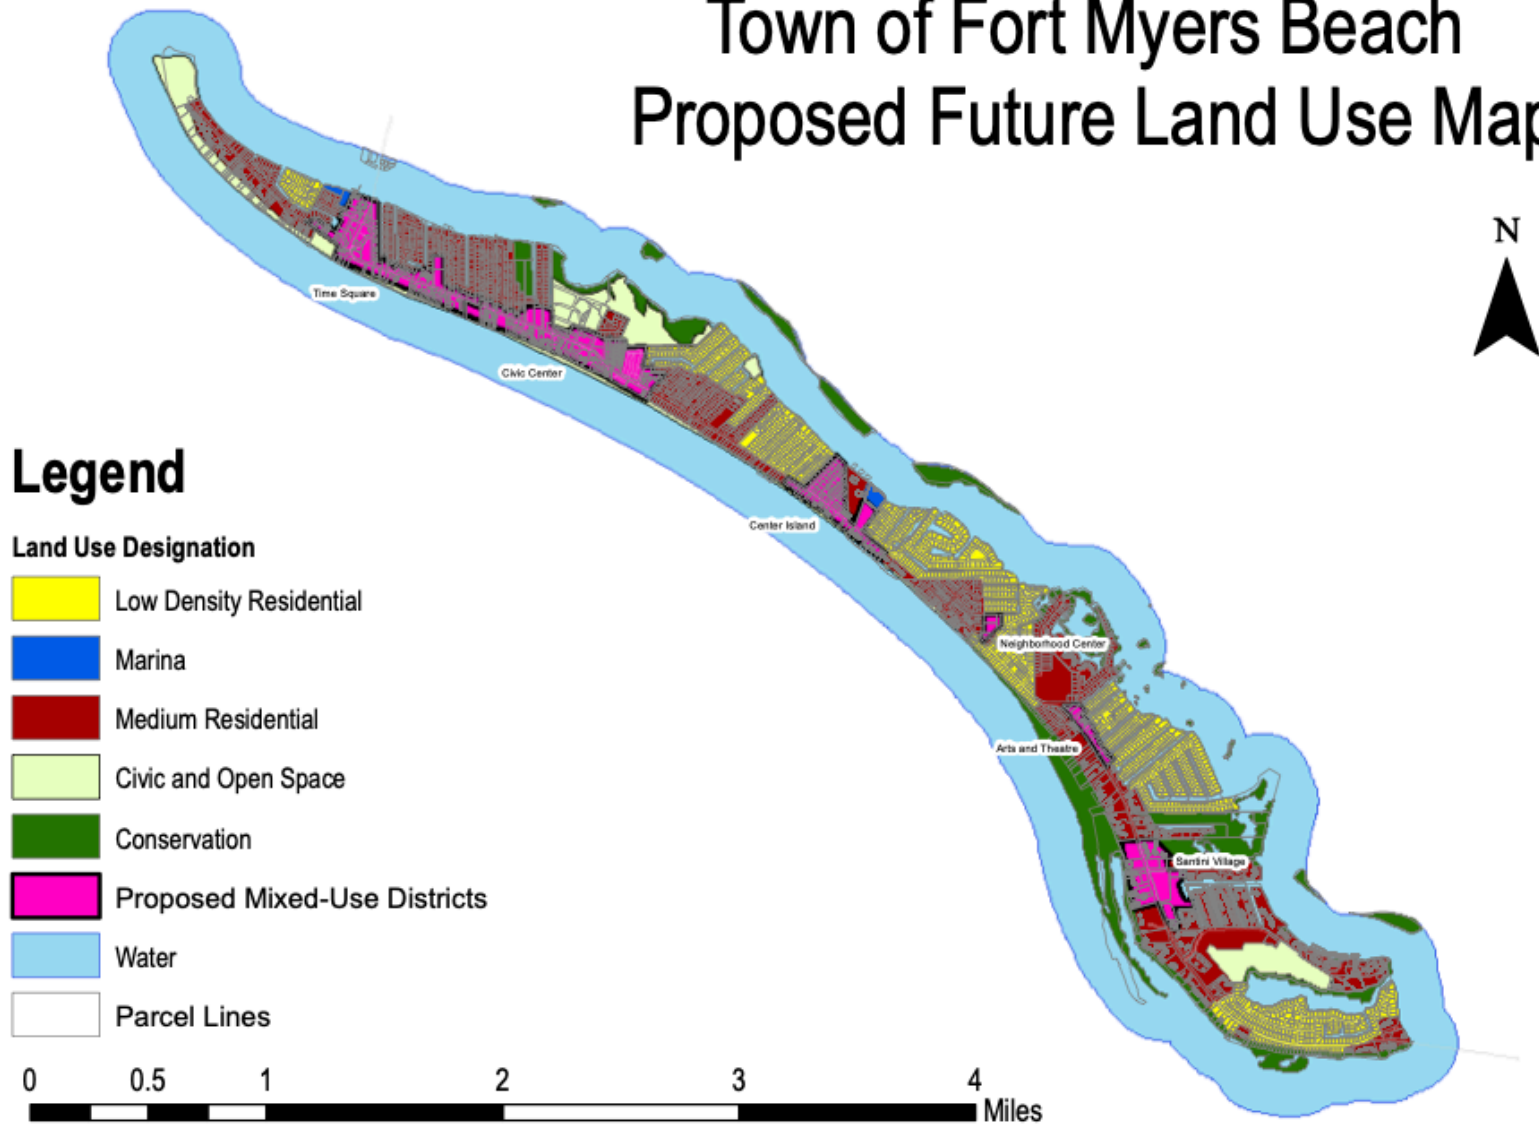 Town of Fort Myers Beach
Proposed Future Land Use Map
N
Time Square
Civic Center
Center Island
Neighborhood Center
Arts and Theatre
Santini Village
Legend
Land Use Designation
Low Density Residential
Marina
Medium Residential
Civic and Open Space
Conservation
Proposed Mixed-Use Districts
Water
Parcel Lines
0 0.5 1 2 3 4
Miles